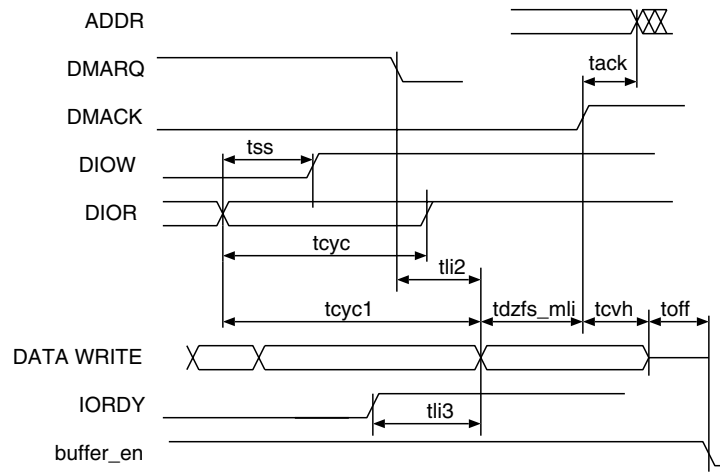 ADDR
DMARQ
tack
DMACK
DIOW
tss
DIOR
tcyc
tli2
tcyc1
tdzfs_mli
tcvh
toff
DATA WRITE
IORDY
tli3
buffer_en